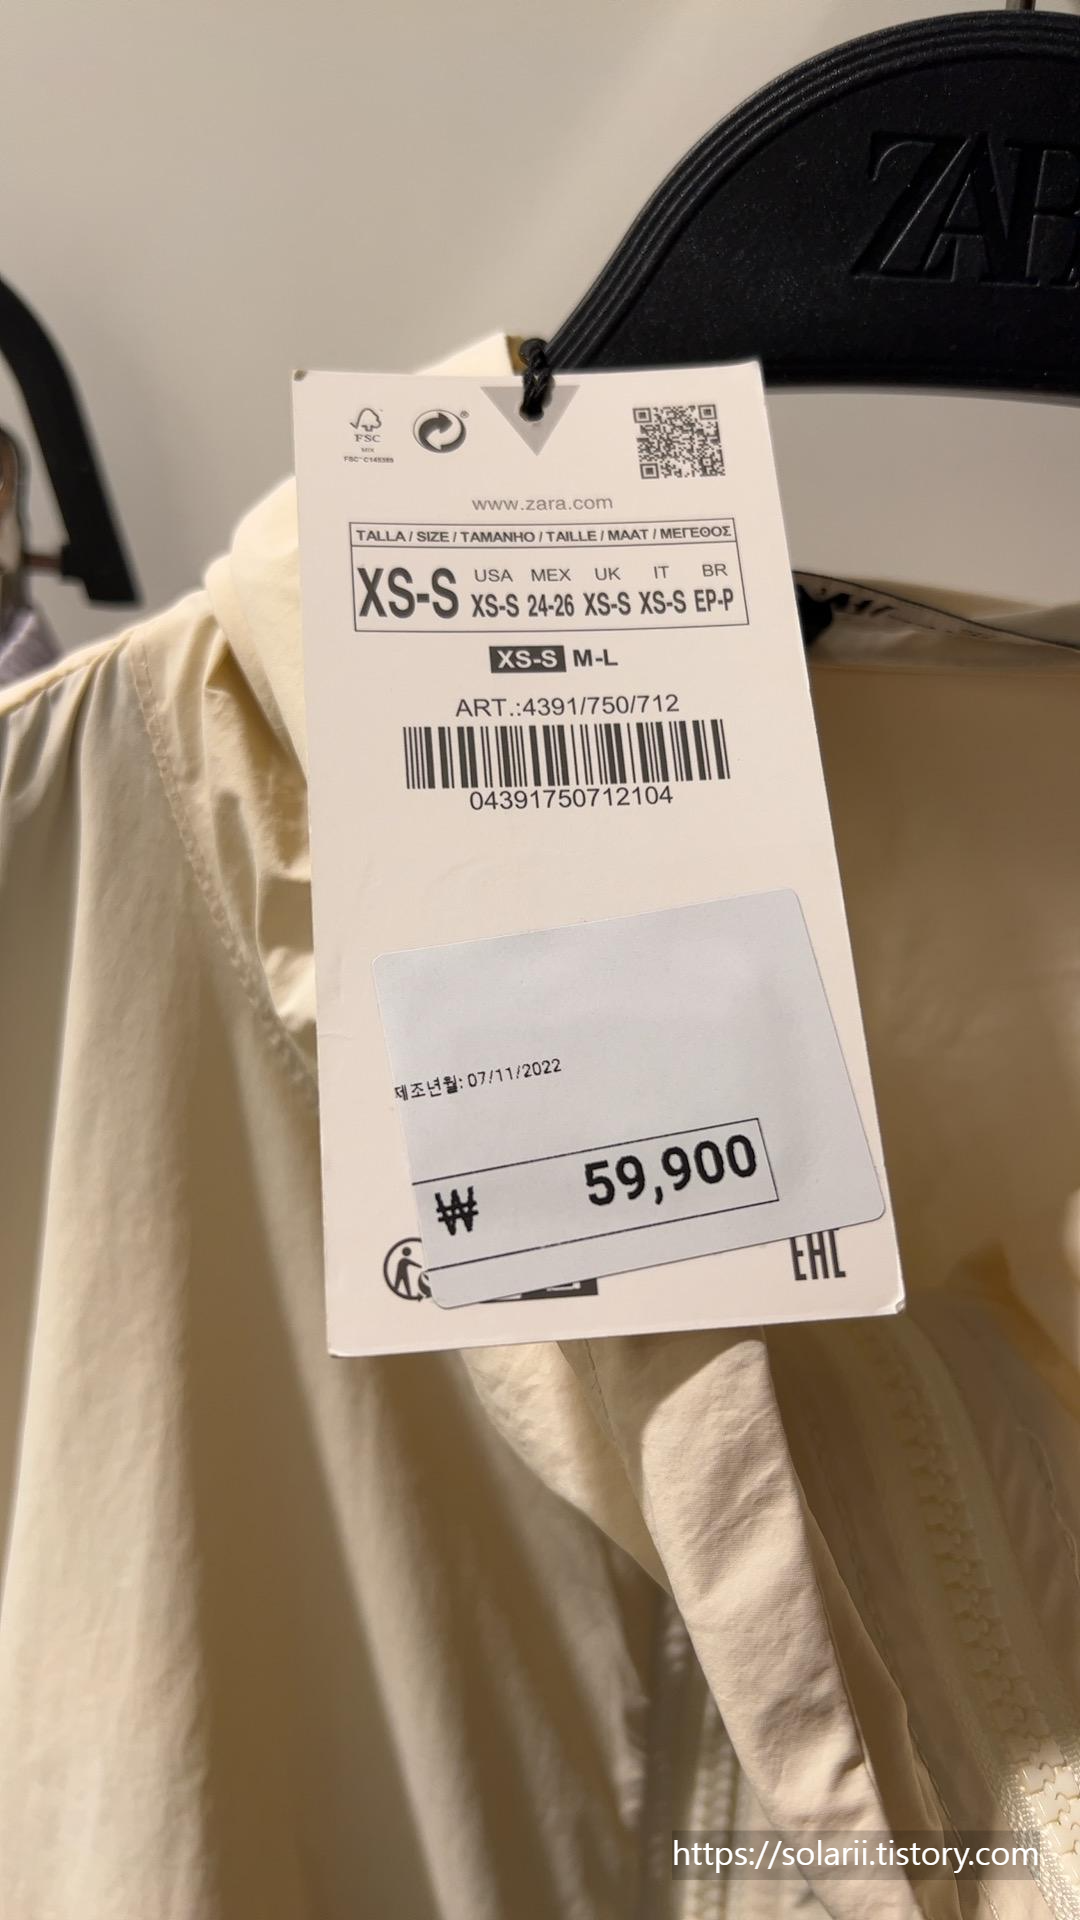 ZARA
FSC
MIX
FSC™ C145385
®
www.zara.com
TALLA / SIZE / TAMANHO / TAILLE / MAAT / ΜΕΓΕΘΟΣ
XS-S
USA MEX UK IT BR
XS-S 24-26 XS-S XS-S EP-P
XS-S M-L
ART.:4391/750/712
04391750712104
제조년월: 07/11/2022
₩ 59,900
EAC
https://solarii.tistory.com